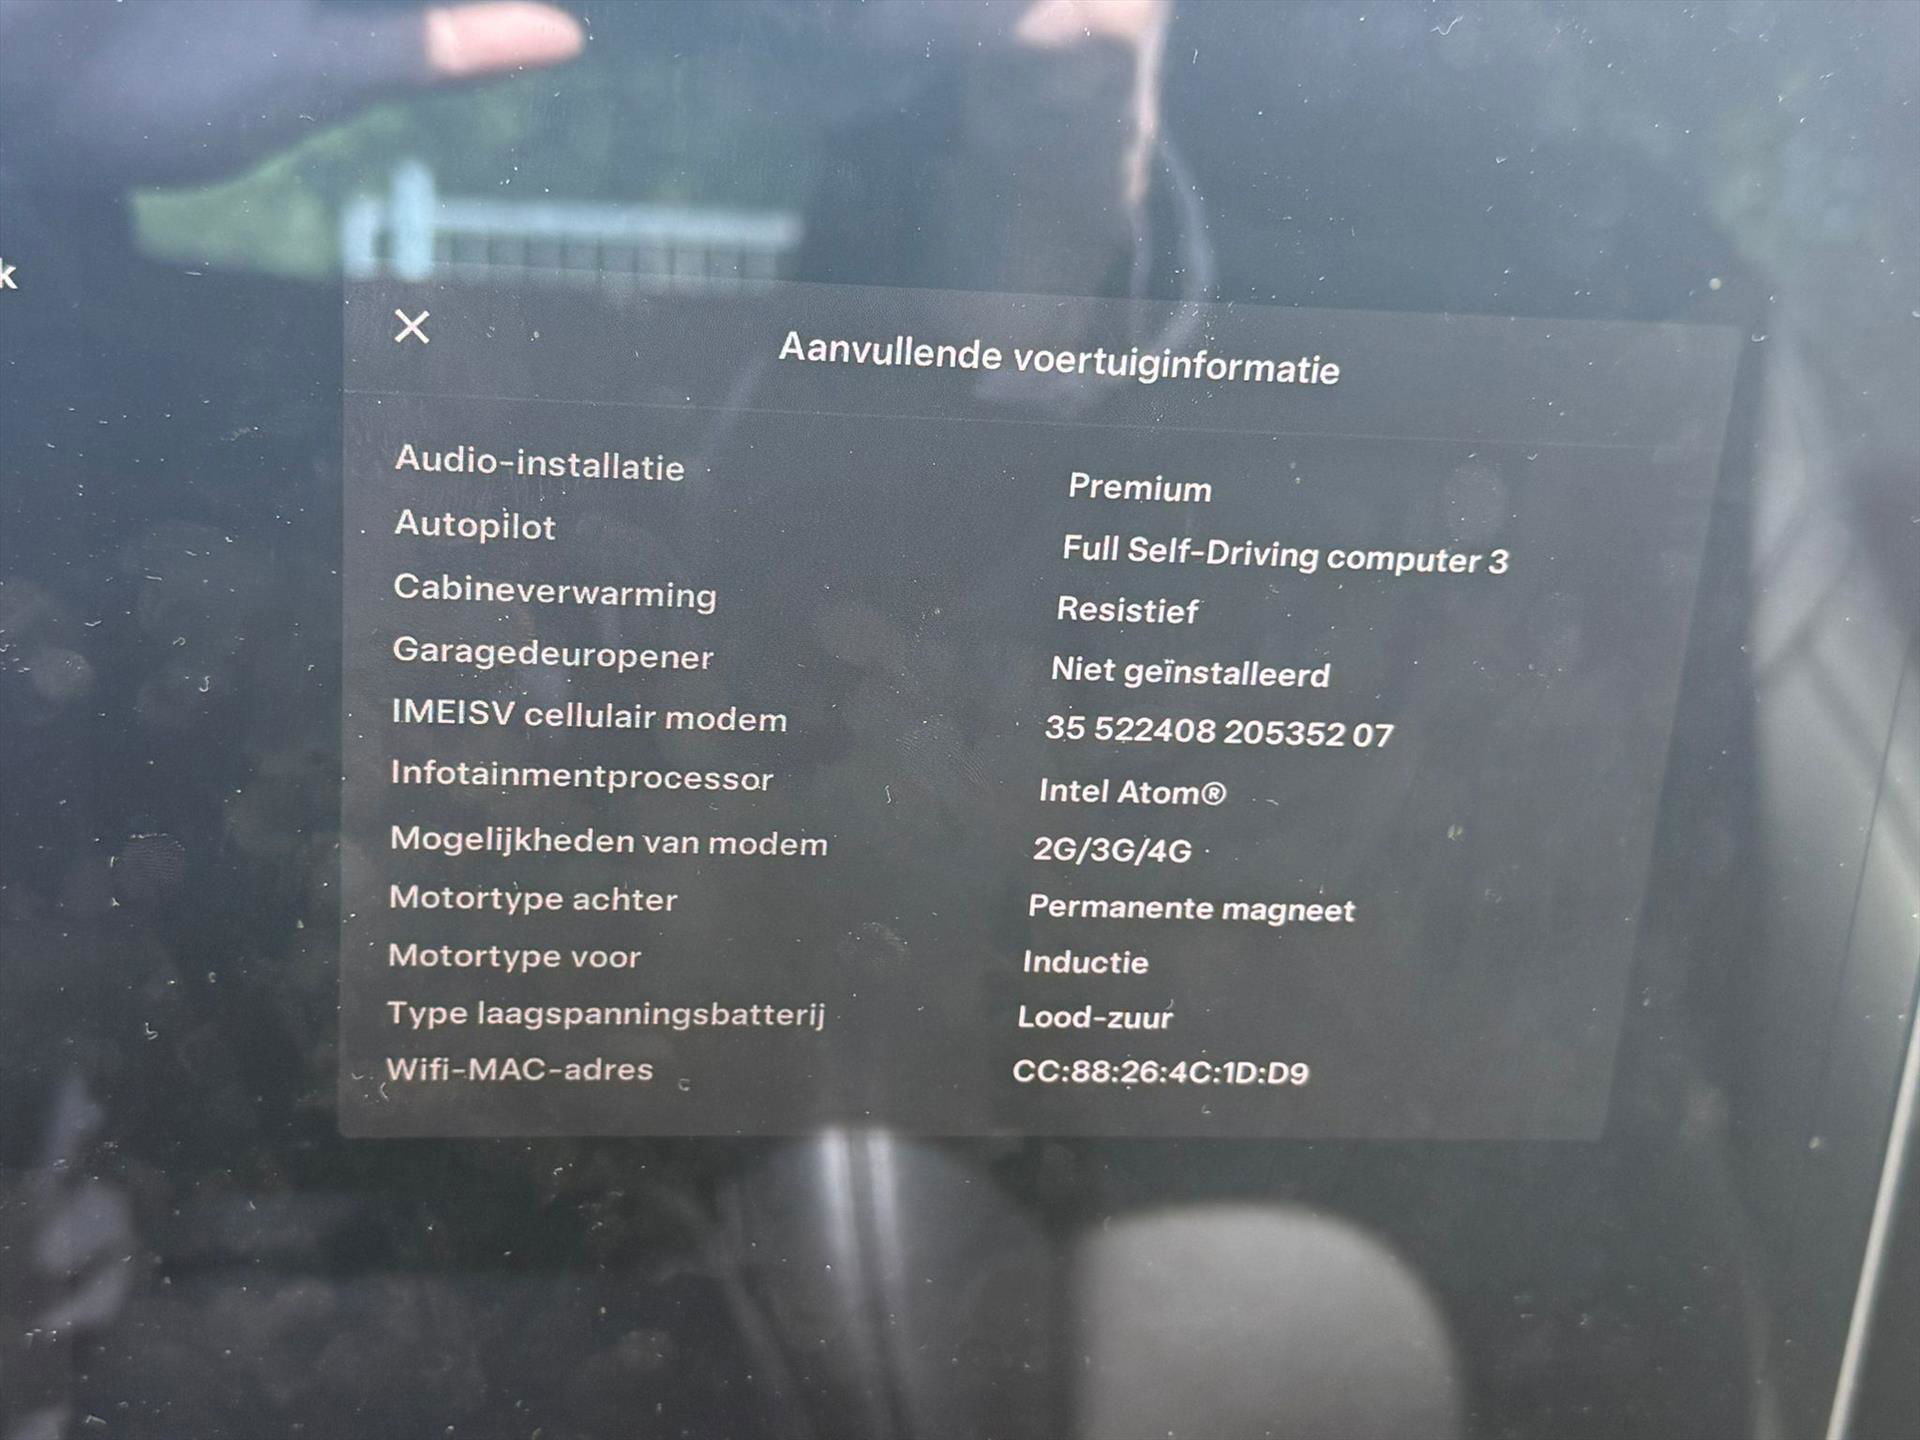 k
× Aanvullende voertuiginformatie
Audio-installatie Premium
Autopilot Full Self-Driving computer 3
Cabineverwarming Resistief
Garagedeuropener Niet geïnstalleerd
IMEISV cellulair modem 35 522408 205352 07
Infotainmentprocessor Intel Atom®
Mogelijkheden van modem 2G/3G/4G
Motortype achter Permanente magneet
Motortype voor Inductie
Type laagspanningsbatterij Lood-zuur
Wifi-MAC-adres CC:88:26:4C:1D:D9